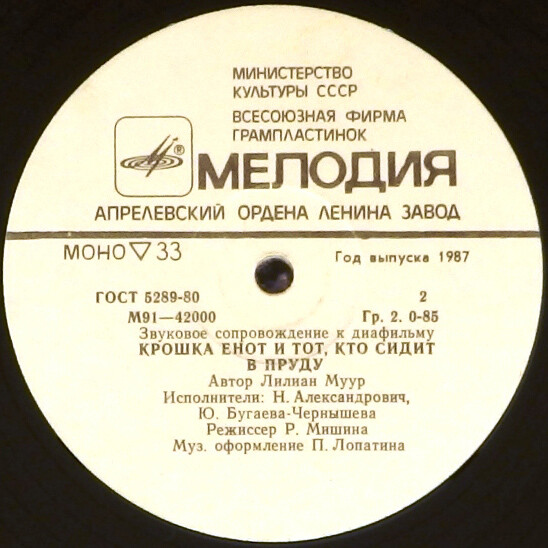 МИНИСТЕРСТВО
КУЛЬТУРЫ СССР
ВСЕСОЮЗНАЯ ФИРМА
ГРАМПЛАСТИНОК
®
МЕЛОДИЯ
АПРЕЛЕВСКИЙ ОРДЕНА ЛЕНИНА ЗАВОД
МОНО ▽ 33
Год выпуска 1987
ГОСТ 5289-80 2
М91—42000 Гр. 2. 0-85
Звуковое сопровождение к диафильму
КРОШКА ЕНОТ И ТОТ, КТО СИДИТ
В ПРУДУ
Автор Лилиан Муур
Исполнители: Н. Александрович,
Ю. Бугаева-Чернышева
Режиссер Р. Мишина
Муз. оформление П. Лопатина